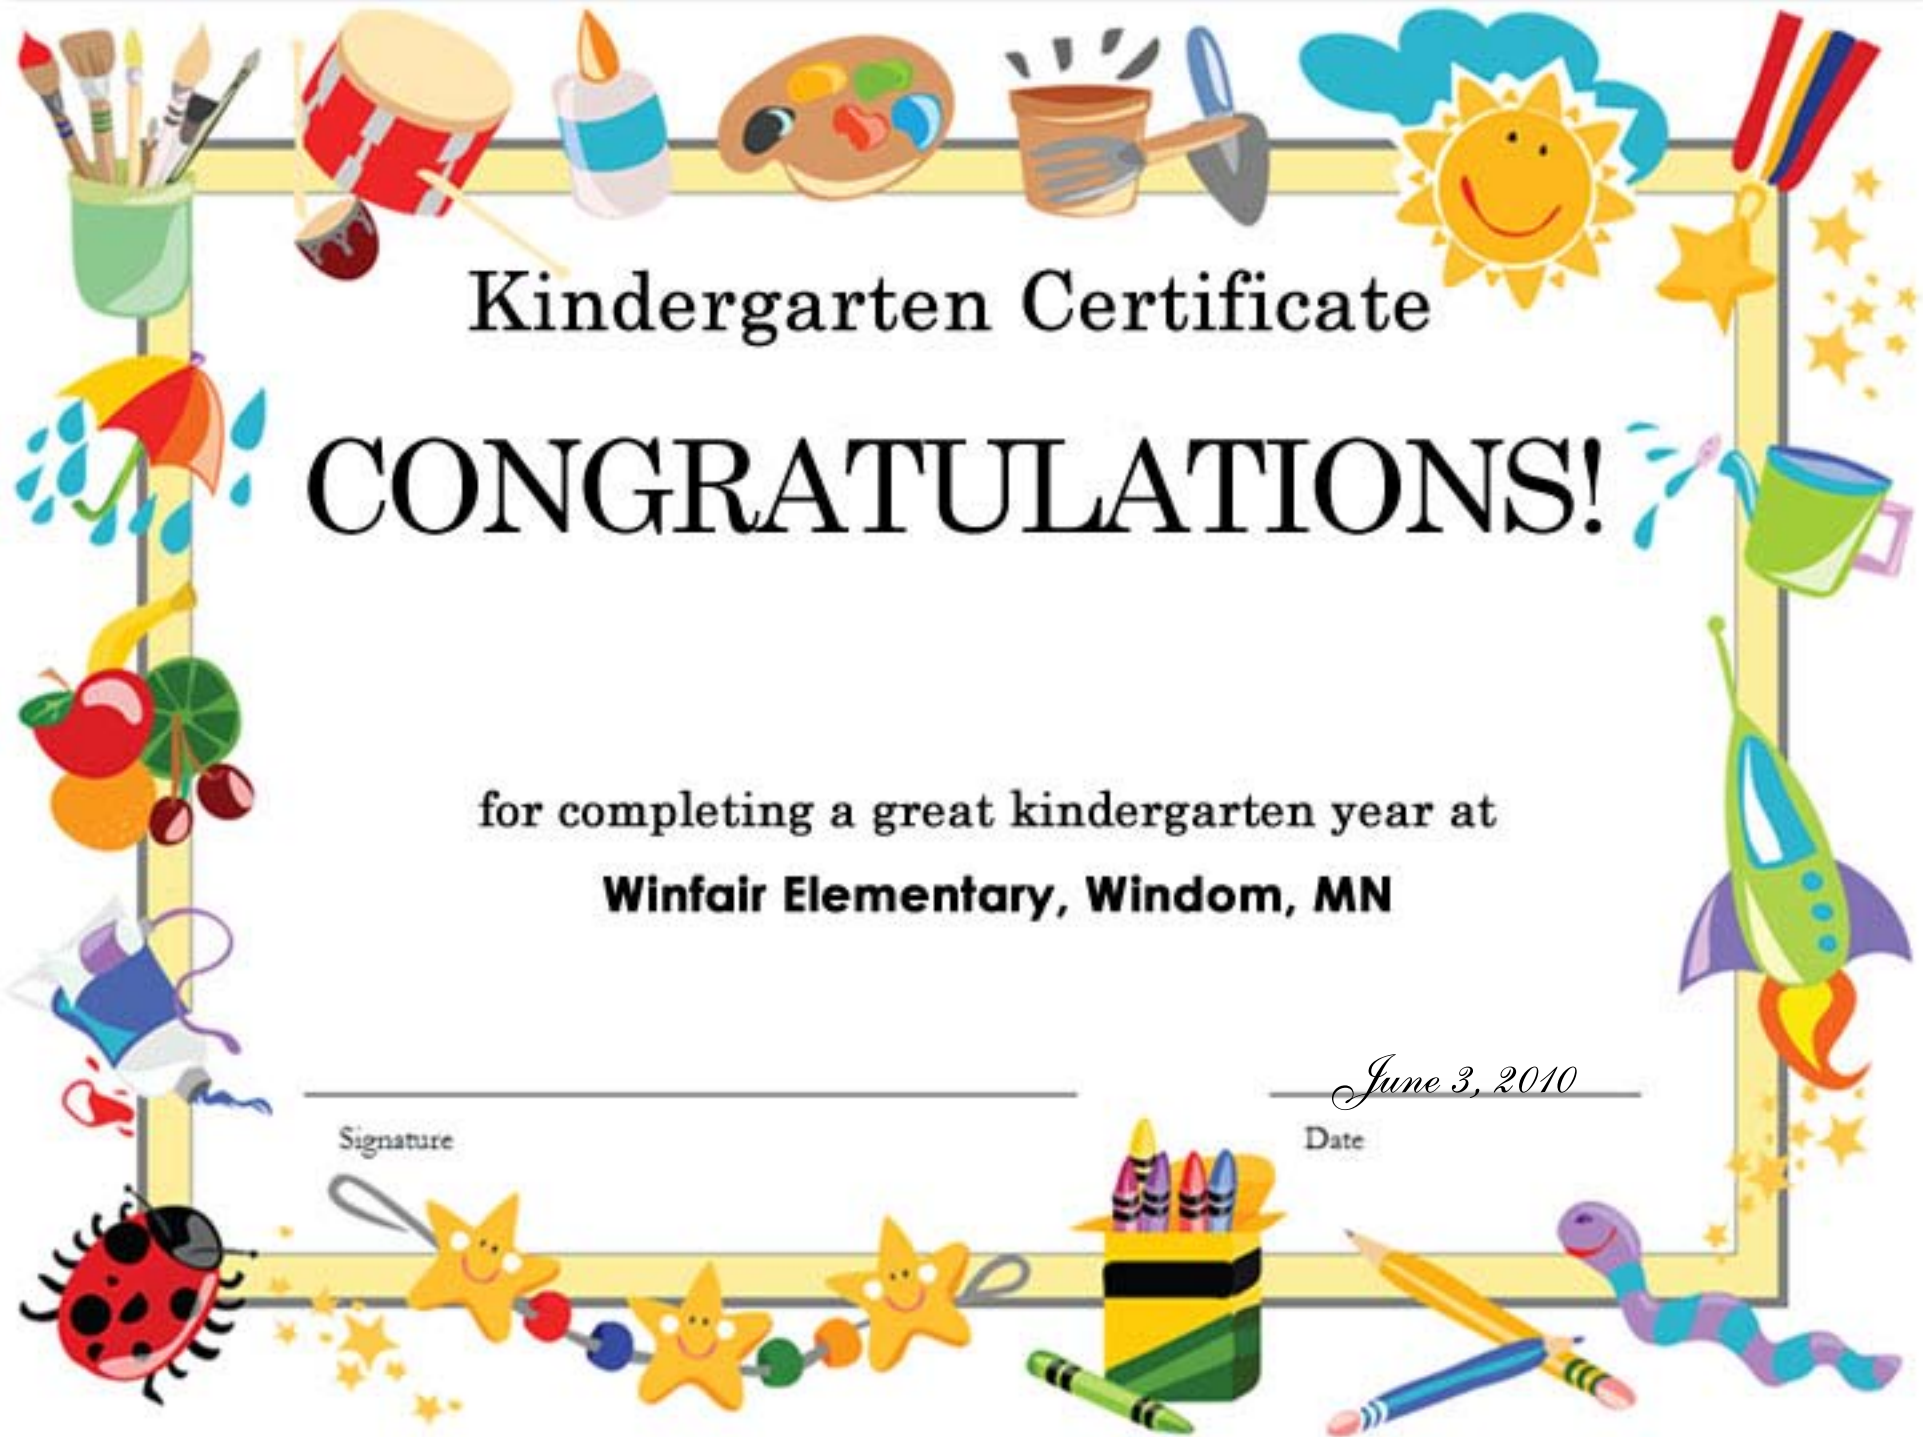 Kindergarten Certificate
CONGRATULATIONS!
for completing a great kindergarten year at
Winfair Elementary, Windom, MN
June 3, 2010
Signature
Date